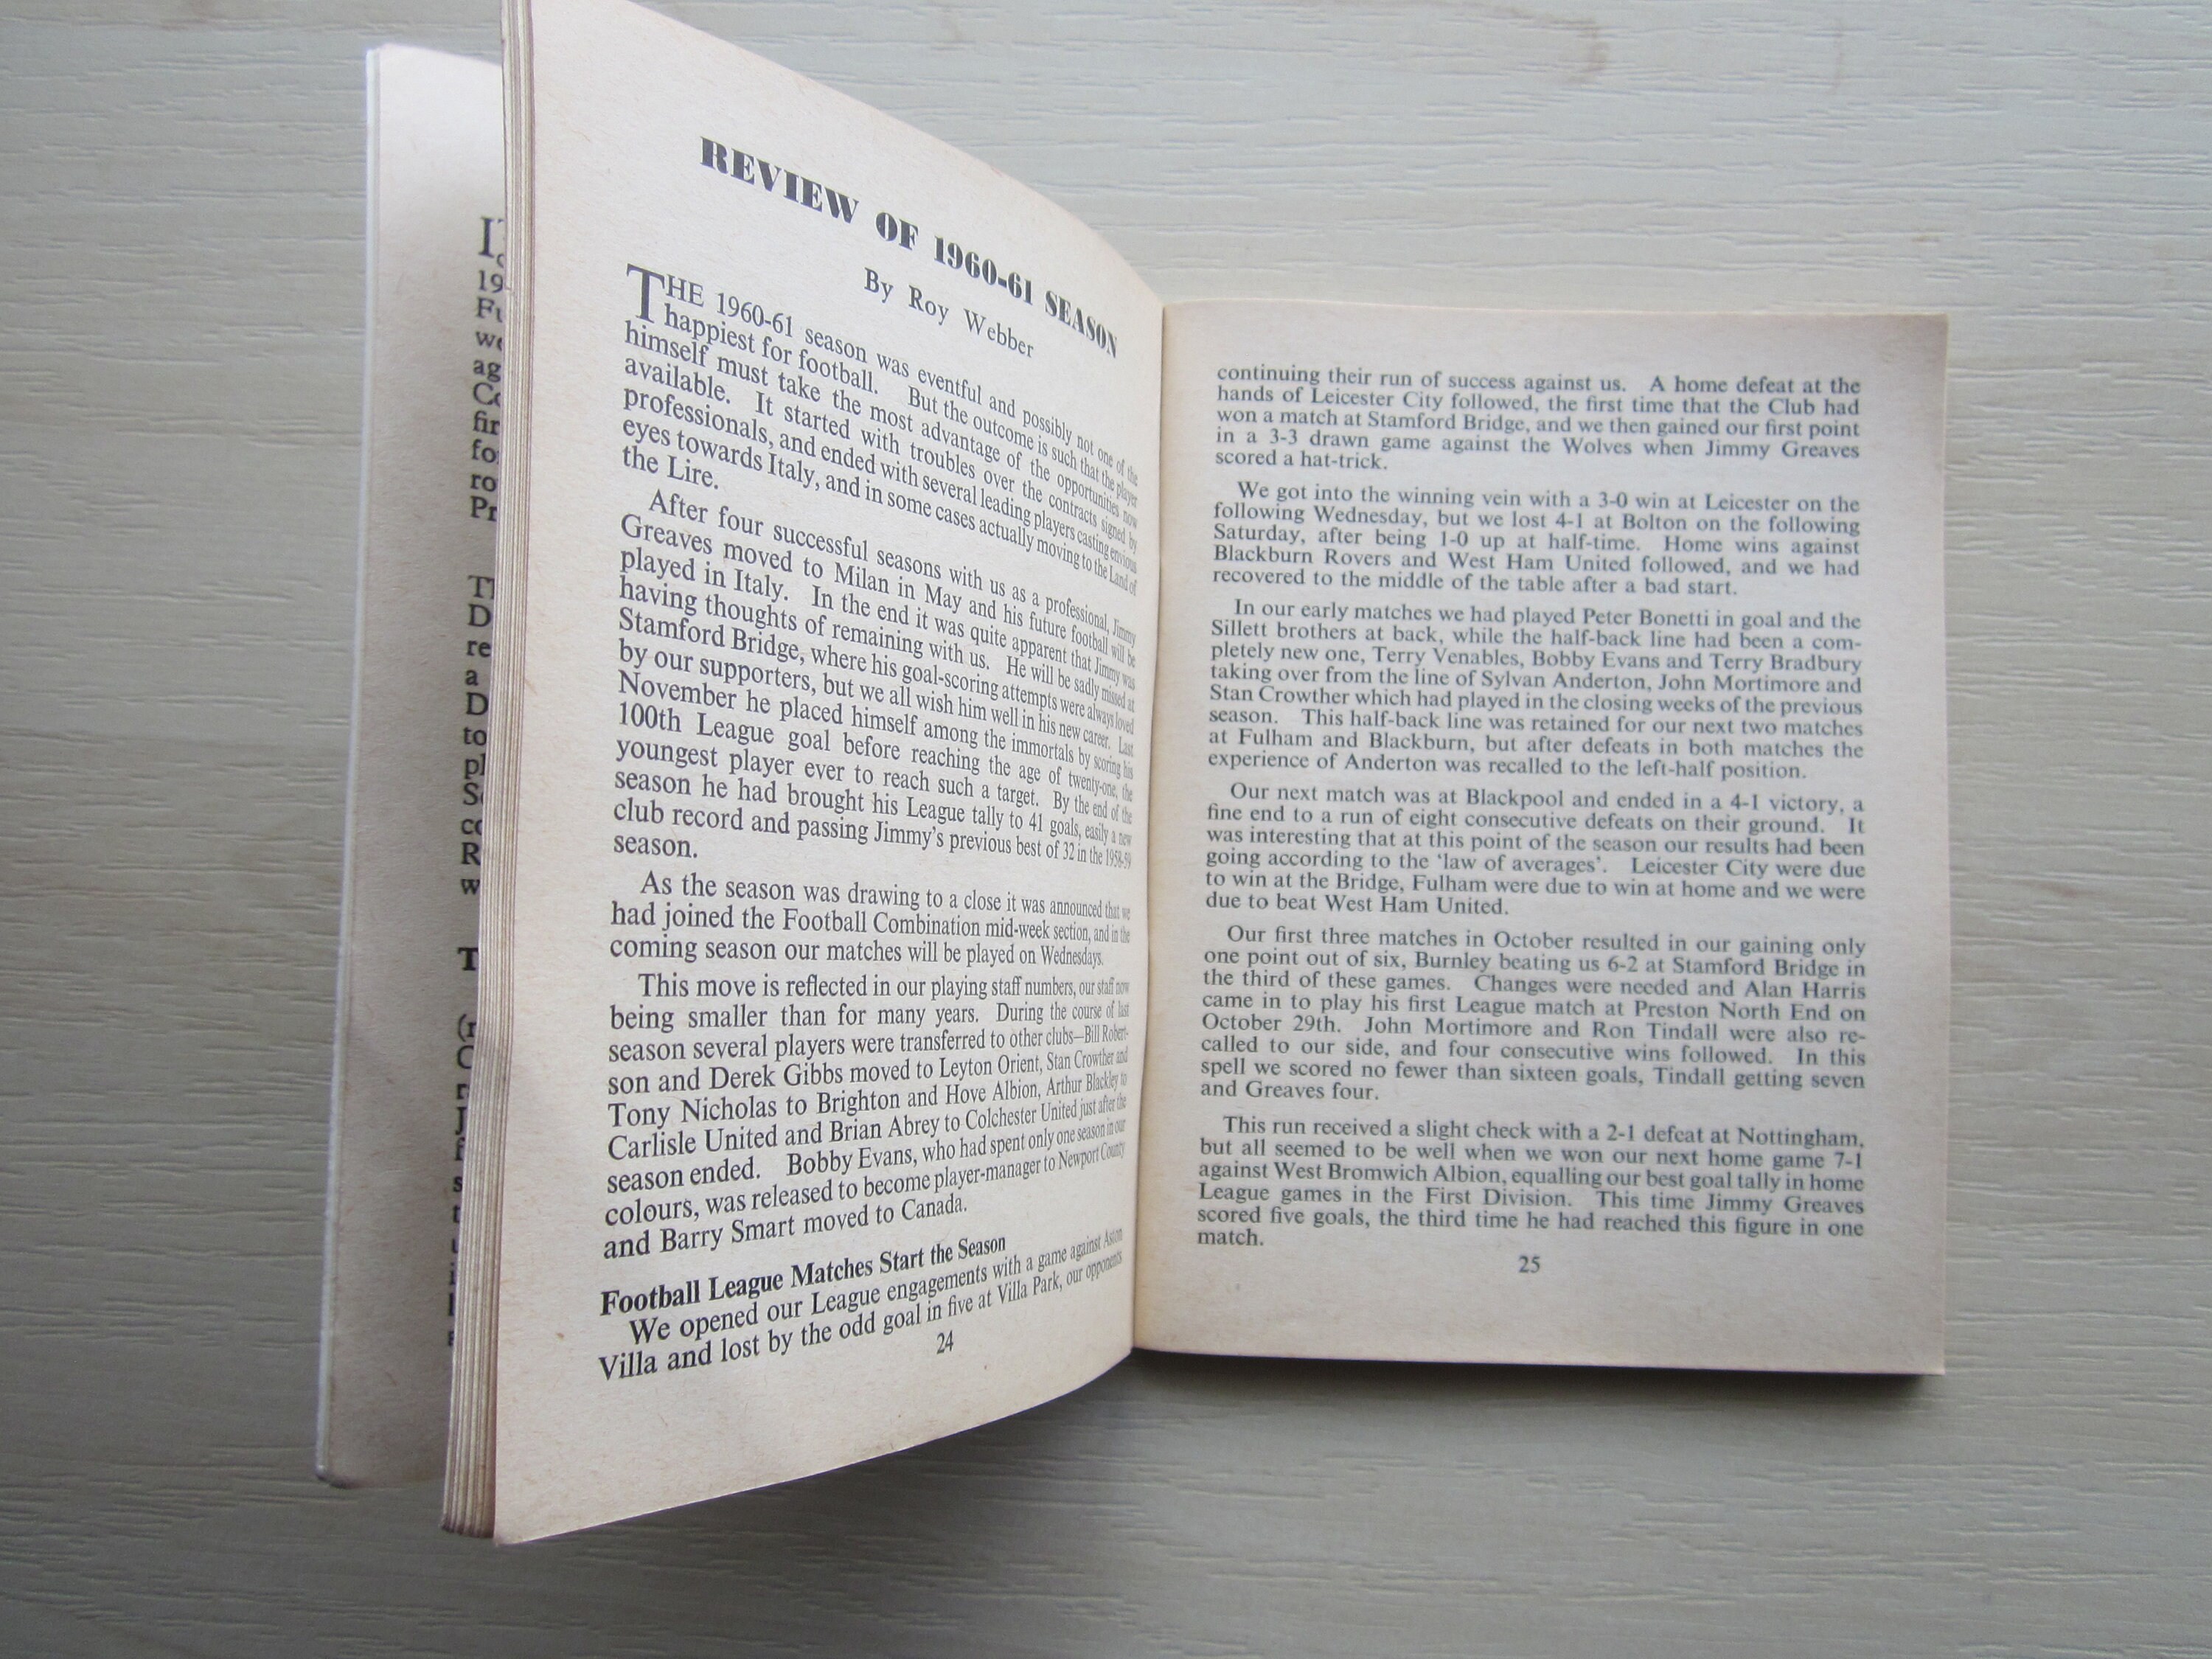 REVIEW OF 1960-61 SEASON
By Roy Webber
THE 1960-61 season was eventful and possibly not one of the
happiest for football. But the outcome is such that the player
himself must take the most advantage of the opportunities now
available. It started with troubles over the contracts signed by
professionals, and ended with several leading players casting envious
eyes towards Italy, and in some cases actually moving to the Land of
the Lire.
After four successful seasons with us as a professional, Jimmy
Greaves moved to Milan in May and his future football will be
played in Italy. In the end it was quite apparent that Jimmy was
having thoughts of remaining with us. He will be sadly missed at
Stamford Bridge, where his goal-scoring attempts were always loved
by our supporters, but we all wish him well in his new career. Last
November he placed himself among the immortals by scoring his
100th League goal before reaching the age of twenty-one, the
youngest player ever to reach such a target. By the end of the
season he had brought his League tally to 41 goals, easily a new
club record and passing Jimmy's previous best of 32 in the 1958-59
season.
As the season was drawing to a close it was announced that we
had joined the Football Combination mid-week section, and in the
coming season our matches will be played on Wednesdays.
This move is reflected in our playing staff numbers, our staff now
being smaller than for many years. During the course of last
season several players were transferred to other clubs—Bill Robert-
son and Derek Gibbs moved to Leyton Orient, Stan Crowther and
Tony Nicholas to Brighton and Hove Albion, Arthur Blackley to
Carlisle United and Brian Abrey to Colchester United just after the
season ended. Bobby Evans, who had spent only one season in our
colours, was released to become player-manager to Newport County
and Barry Smart moved to Canada.
Football League Matches Start the Season
We opened our League engagements with a game against Aston
Villa and lost by the odd goal in five at Villa Park, our opponents
24
continuing their run of success against us. A home defeat at the
hands of Leicester City followed, the first time that the Club had
won a match at Stamford Bridge, and we then gained our first point
in a 3-3 drawn game against the Wolves when Jimmy Greaves
scored a hat-trick.
We got into the winning vein with a 3-0 win at Leicester on the
following Wednesday, but we lost 4-1 at Bolton on the following
Saturday, after being 1-0 up at half-time. Home wins against
Blackburn Rovers and West Ham United followed, and we had
recovered to the middle of the table after a bad start.
In our early matches we had played Peter Bonetti in goal and the
Sillett brothers at back, while the half-back line had been a com-
pletely new one, Terry Venables, Bobby Evans and Terry Bradbury
taking over from the line of Sylvan Anderton, John Mortimore and
Stan Crowther which had played in the closing weeks of the previous
season. This half-back line was retained for our next two matches
at Fulham and Blackburn, but after defeats in both matches the
experience of Anderton was recalled to the left-half position.
Our next match was at Blackpool and ended in a 4-1 victory, a
fine end to a run of eight consecutive defeats on their ground. It
was interesting that at this point of the season our results had been
going according to the 'law of averages'. Leicester City were due
to win at the Bridge, Fulham were due to win at home and we were
due to beat West Ham United.
Our first three matches in October resulted in our gaining only
one point out of six, Burnley beating us 6-2 at Stamford Bridge in
the third of these games. Changes were needed and Alan Harris
came in to play his first League match at Preston North End on
October 29th. John Mortimore and Ron Tindall were also re-
called to our side, and four consecutive wins followed. In this
spell we scored no fewer than sixteen goals, Tindall getting seven
and Greaves four.
This run received a slight check with a 2-1 defeat at Nottingham,
but all seemed to be well when we won our next home game 7-1
against West Bromwich Albion, equalling our best goal tally in home
League games in the First Division. This time Jimmy Greaves
scored five goals, the third time he had reached this figure in one
match.
25